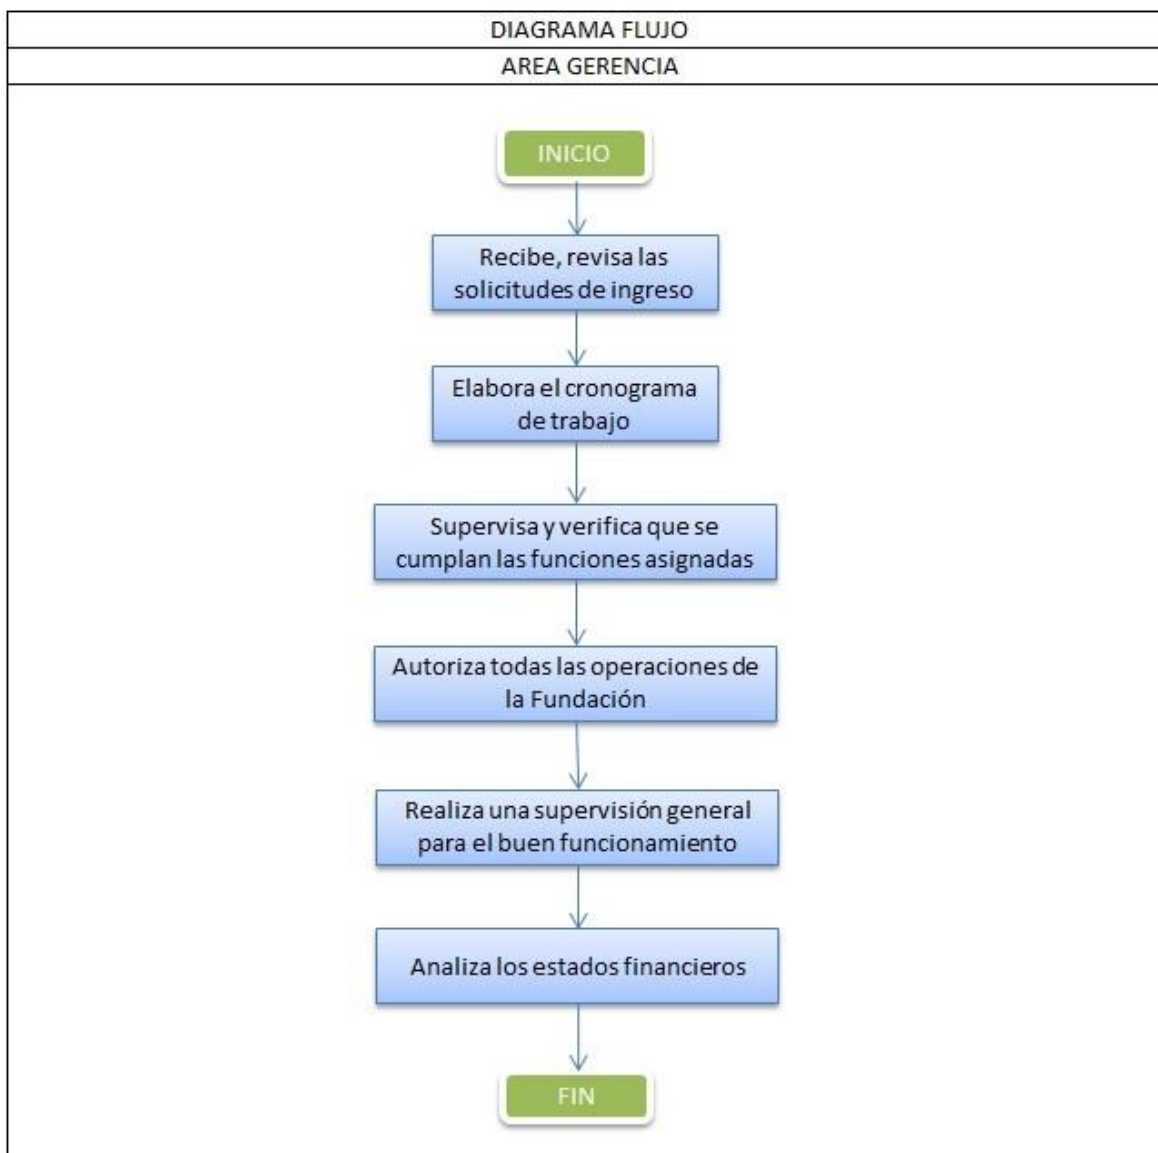 DIAGRAMA FLUJO
AREA GERENCIA
INICIO
Recibe, revisa las
solicitudes de ingreso
Elabora el cronograma
de trabajo
Supervisa y verifica que se
cumplan las funciones asignadas
Autoriza todas las operaciones de
la Fundación
Realiza una supervisión general
para el buen funcionamiento
Analiza los estados financieros
FIN